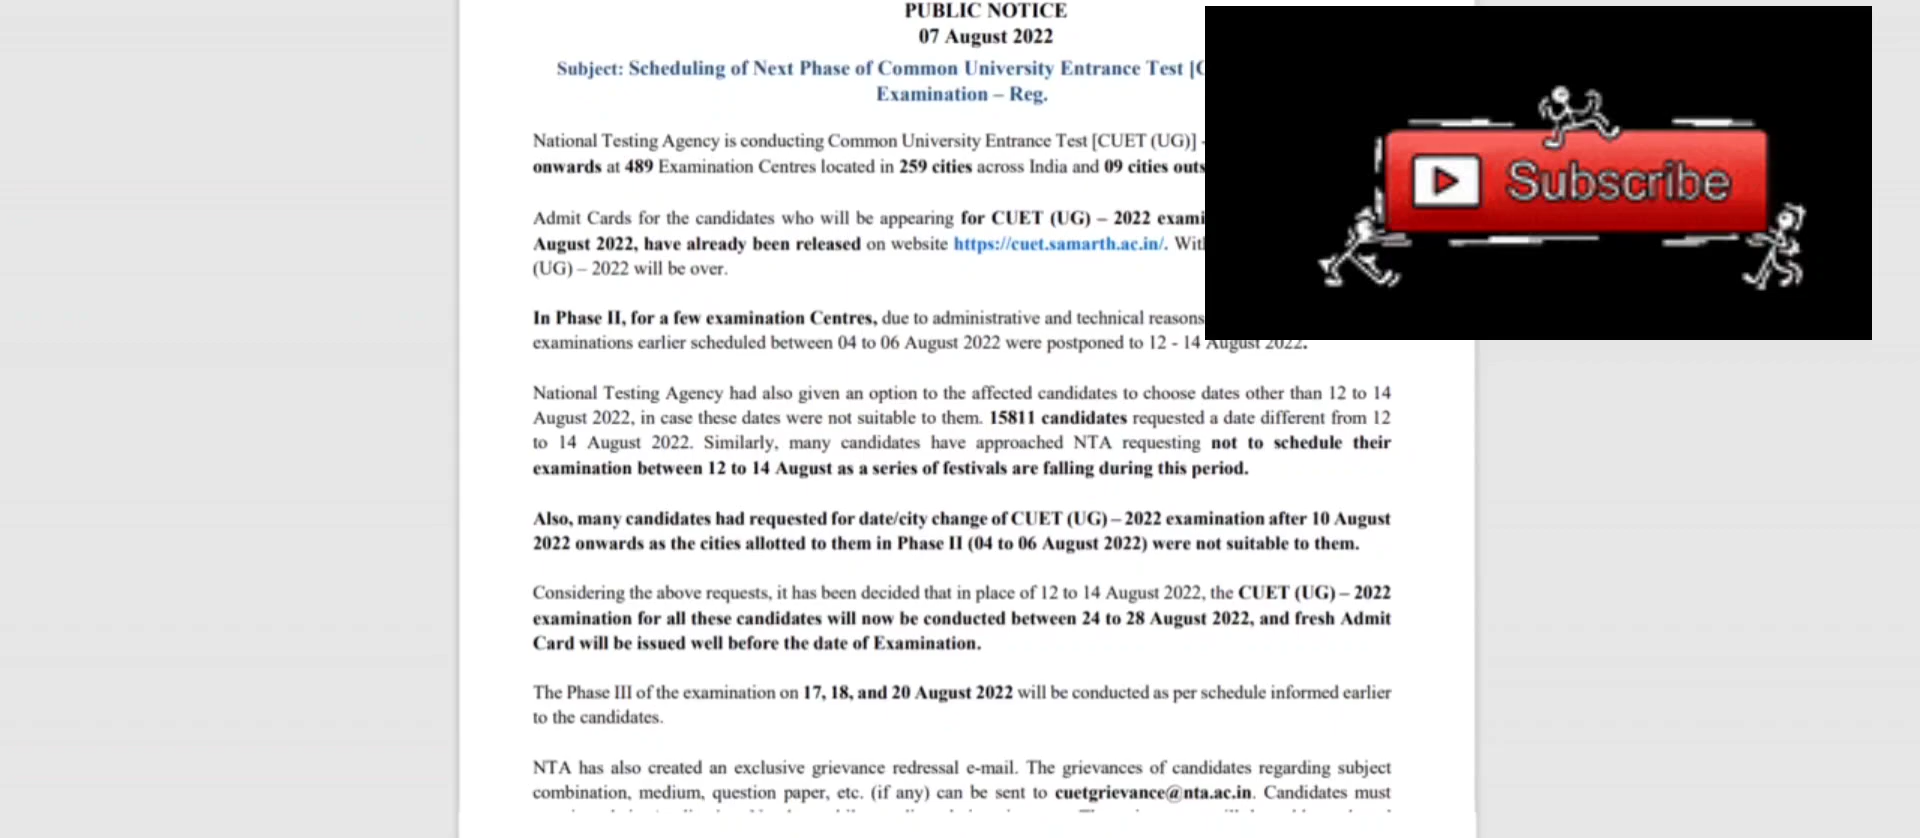 PUBLIC NOTICE
07 August 2022
Subject: Scheduling of Next Phase of Common University Entrance Test
Examination – Reg.
National Testing Agency is conducting Common University Entrance Test [CUET (UG)] -
onwards at 489 Examination Centres located in 259 cities across India and 09 cities
Admit Cards for the candidates who will be appearing for CUET (UG) – 2022
August 2022, have already been released on website https://cuet.samarth.ac.in/.
(UG) – 2022 will be over.
In Phase II, for a few examination Centres, due to administrative and technical reasons
examinations earlier scheduled between 04 to 06 August 2022 were postponed to 12 - 14 August 2022.
National Testing Agency had also given an option to the affected candidates to choose dates other than 12 to 14
August 2022, in case these dates were not suitable to them. 15811 candidates requested a date different from 12
to 14 August 2022. Similarly, many candidates have approached NTA requesting not to schedule their
examination between 12 to 14 August as a series of festivals are falling during this period.
Also, many candidates had requested for date/city change of CUET (UG) – 2022 examination after 10 August
2022 onwards as the cities allotted to them in Phase II (04 to 06 August 2022) were not suitable to them.
Considering the above requests, it has been decided that in place of 12 to 14 August 2022, the CUET (UG) – 2022
examination for all these candidates will now be conducted between 24 to 28 August 2022, and fresh Admit
Card will be issued well before the date of Examination.
The Phase III of the examination on 17, 18, and 20 August 2022 will be conducted as per schedule informed earlier
to the candidates.
NTA has also created an exclusive grievance redressal e-mail. The grievances of candidates regarding subject
combination, medium, question paper, etc. (if any) can be sent to cuetgrievance@nta.ac.in. Candidates must
Subscribe